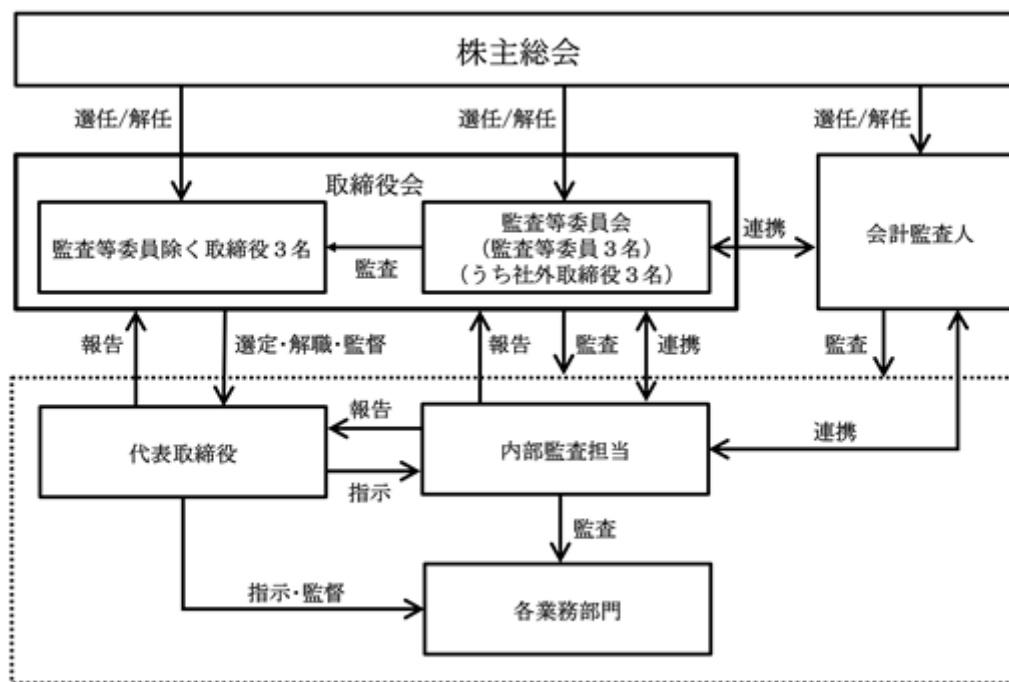 株主総会
選任/解任
選任/解任
選任/解任
取締役会
監査等委員除く取締役３名
監査
監査等委員会
（監査等委員３名）
（うち社外取締役３名）
連携
会計監査人
報告
選定・解職・監督
報告
監査
連携
監査
代表取締役
報告
指示
内部監査担当
連携
監査
指示・監督
各業務部門